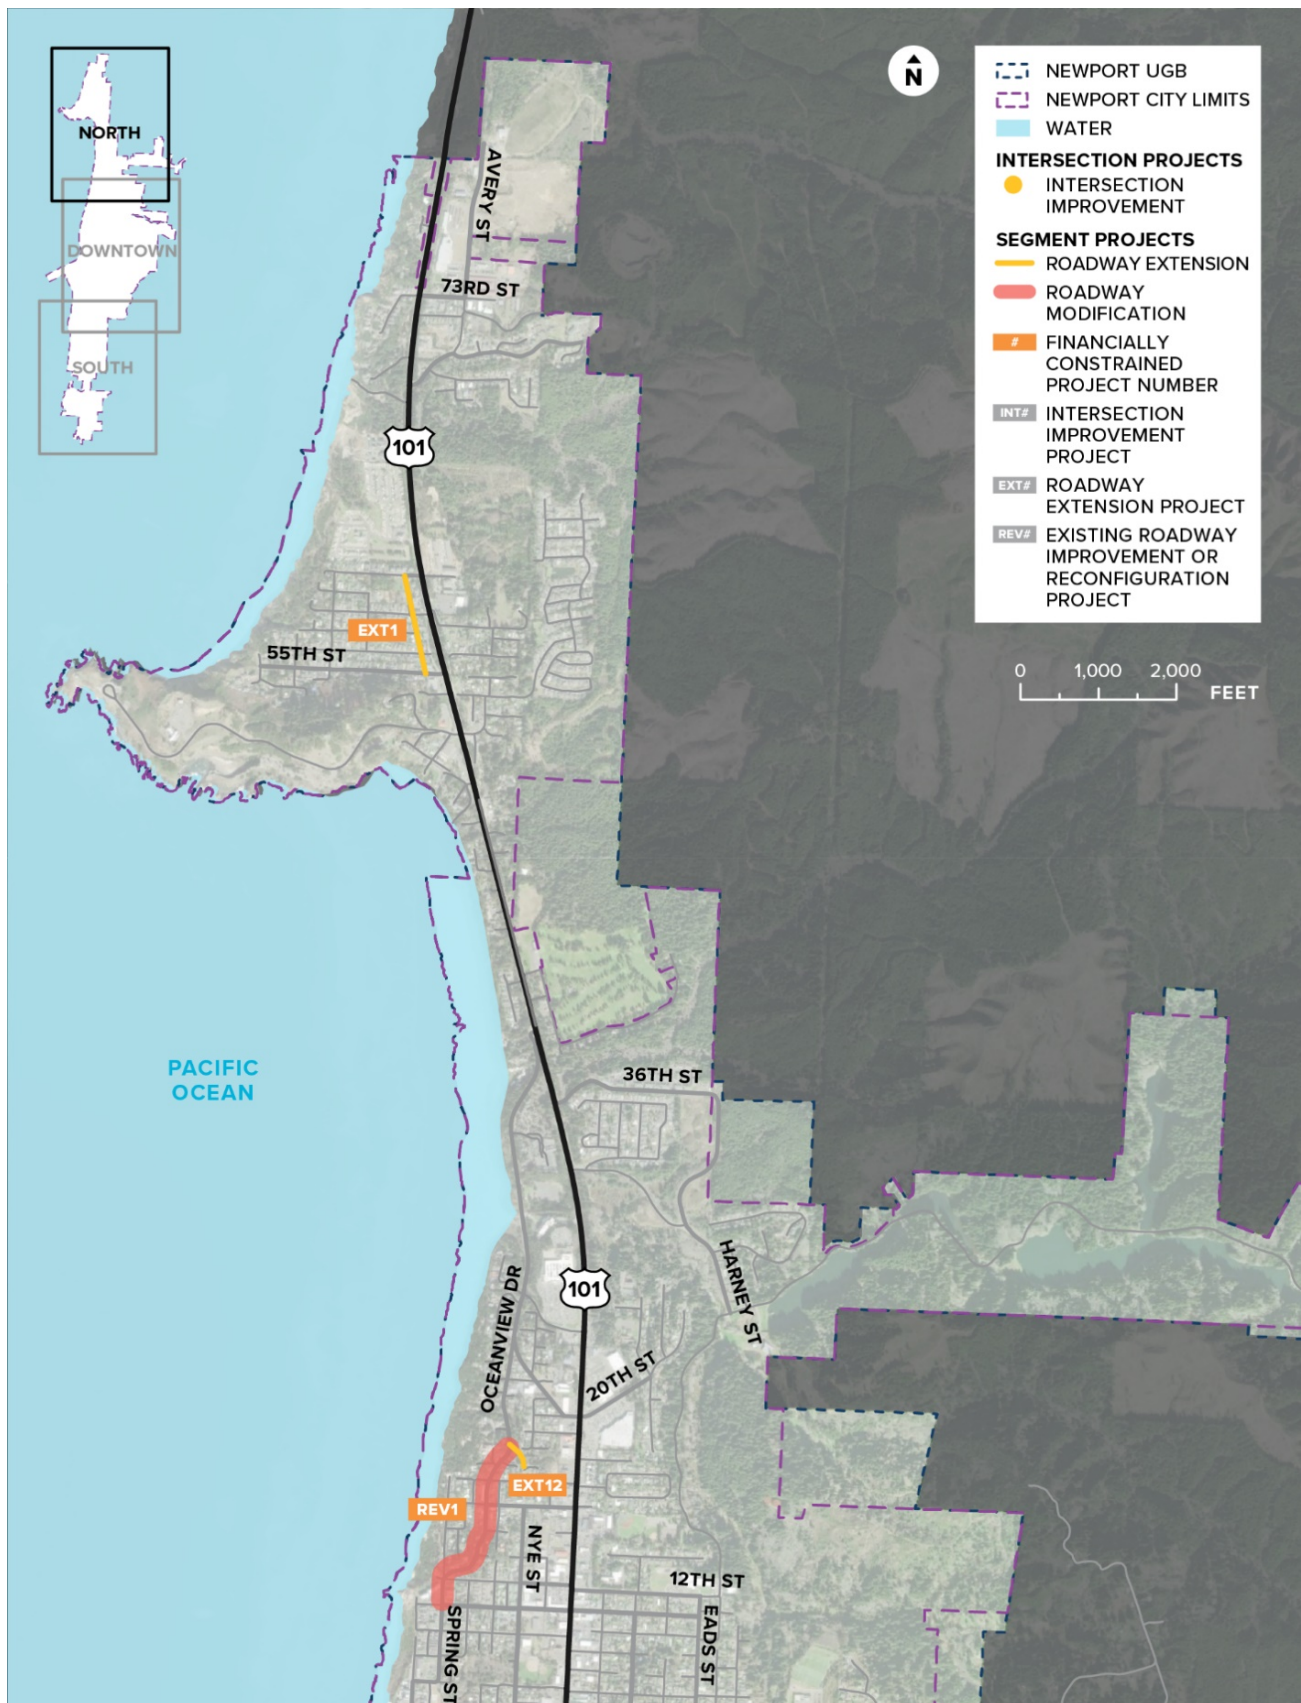 NORTH
DOWNTOWN
SOUTH
N
NEWPORT UGB
NEWPORT CITY LIMITS
WATER
INTERSECTION PROJECTS
INTERSECTION
IMPROVEMENT
SEGMENT PROJECTS
ROADWAY EXTENSION
ROADWAY
MODIFICATION
# FINANCIALLY
CONSTRAINED
PROJECT NUMBER
INT# INTERSECTION
IMPROVEMENT
PROJECT
EXT# ROADWAY
EXTENSION PROJECT
REV# EXISTING ROADWAY
IMPROVEMENT OR
RECONFIGURATION
PROJECT
0 1,000 2,000
FEET
AVERY ST
73RD ST
101
EXT1
55TH ST
PACIFIC
OCEAN
36TH ST
HARNEY ST
OCEANVIEW DR
101
20TH ST
EXT12
REV1
NYE ST
12TH ST
SPRING ST
EADS ST